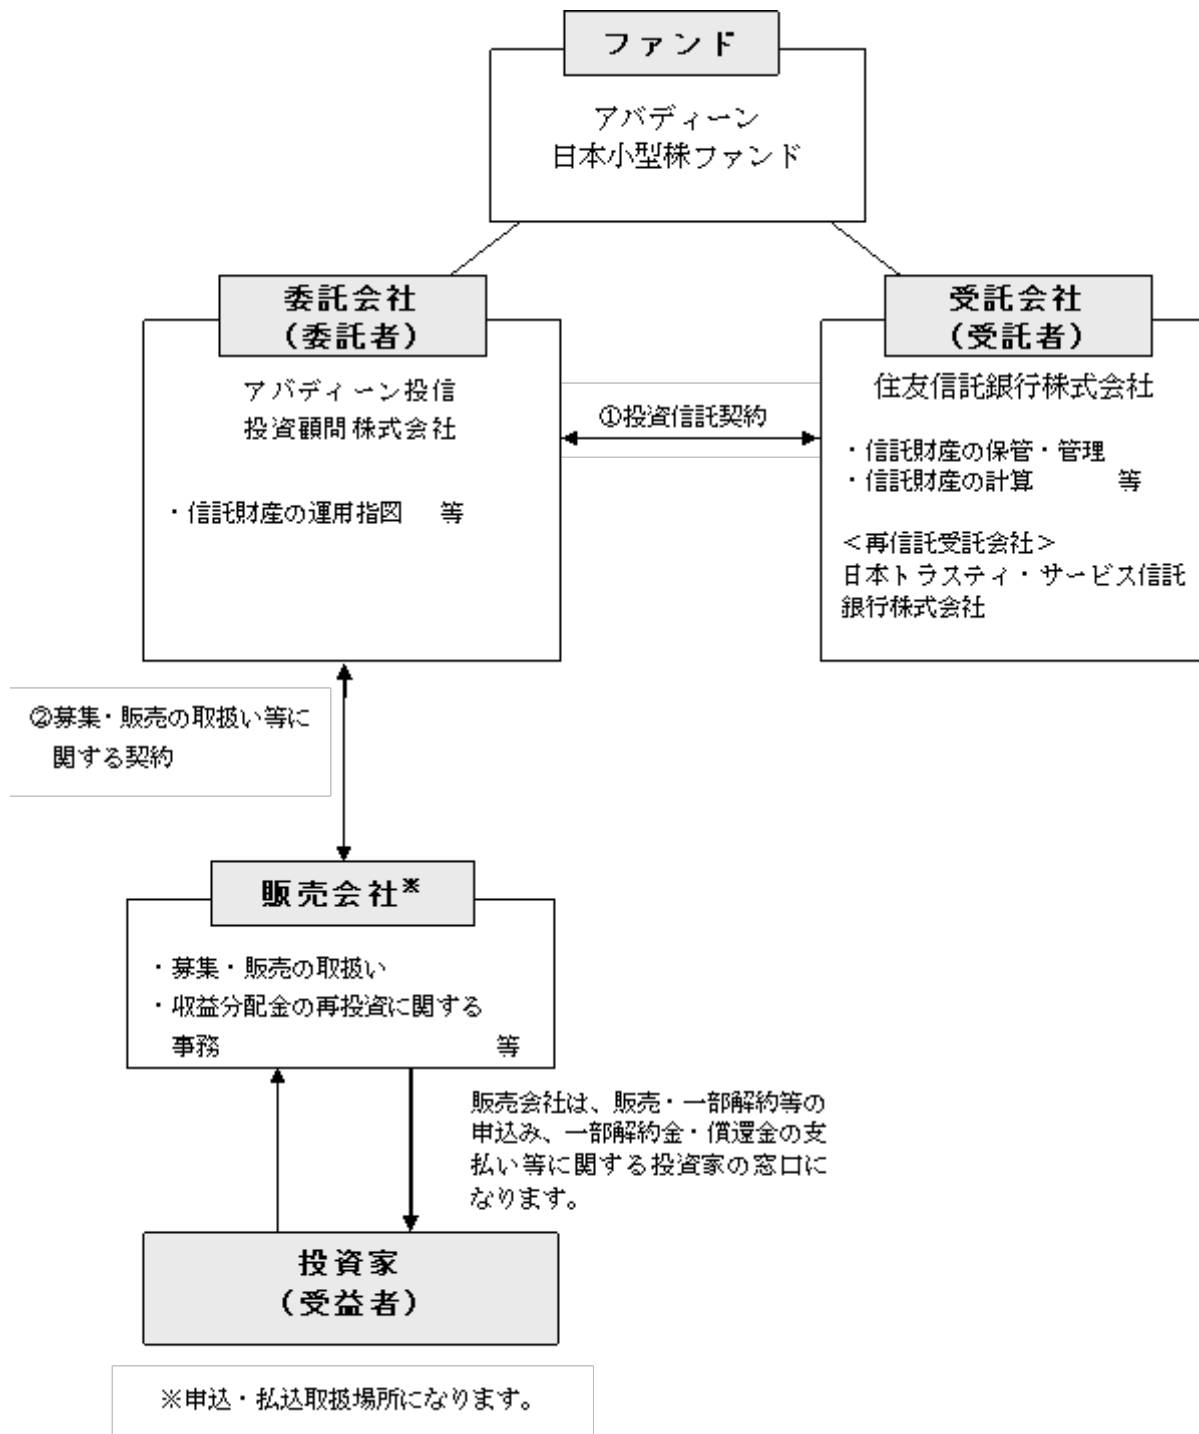 ファンド
アバディーン
日本小型株ファンド
委託会社
（委託者）
アバディーン投信
投資顧問株式会社
・信託財産の運用指図　等
①投資信託契約
受託会社
（受託者）
住友信託銀行株式会社
・信託財産の保管・管理
・信託財産の計算　等
＜再信託受託会社＞
日本トラスティ・サービス信託
銀行株式会社
②募集・販売の取扱い等に
関する契約
販売会社※
・募集・販売の取扱い
・収益分配金の再投資に関する
事務　等
販売会社は、販売・一部解約等の
申込み、一部解約金・償還金の支
払い等に関する投資家の窓口に
なります。
投資家
（受益者）
※申込・払込取扱場所になります。